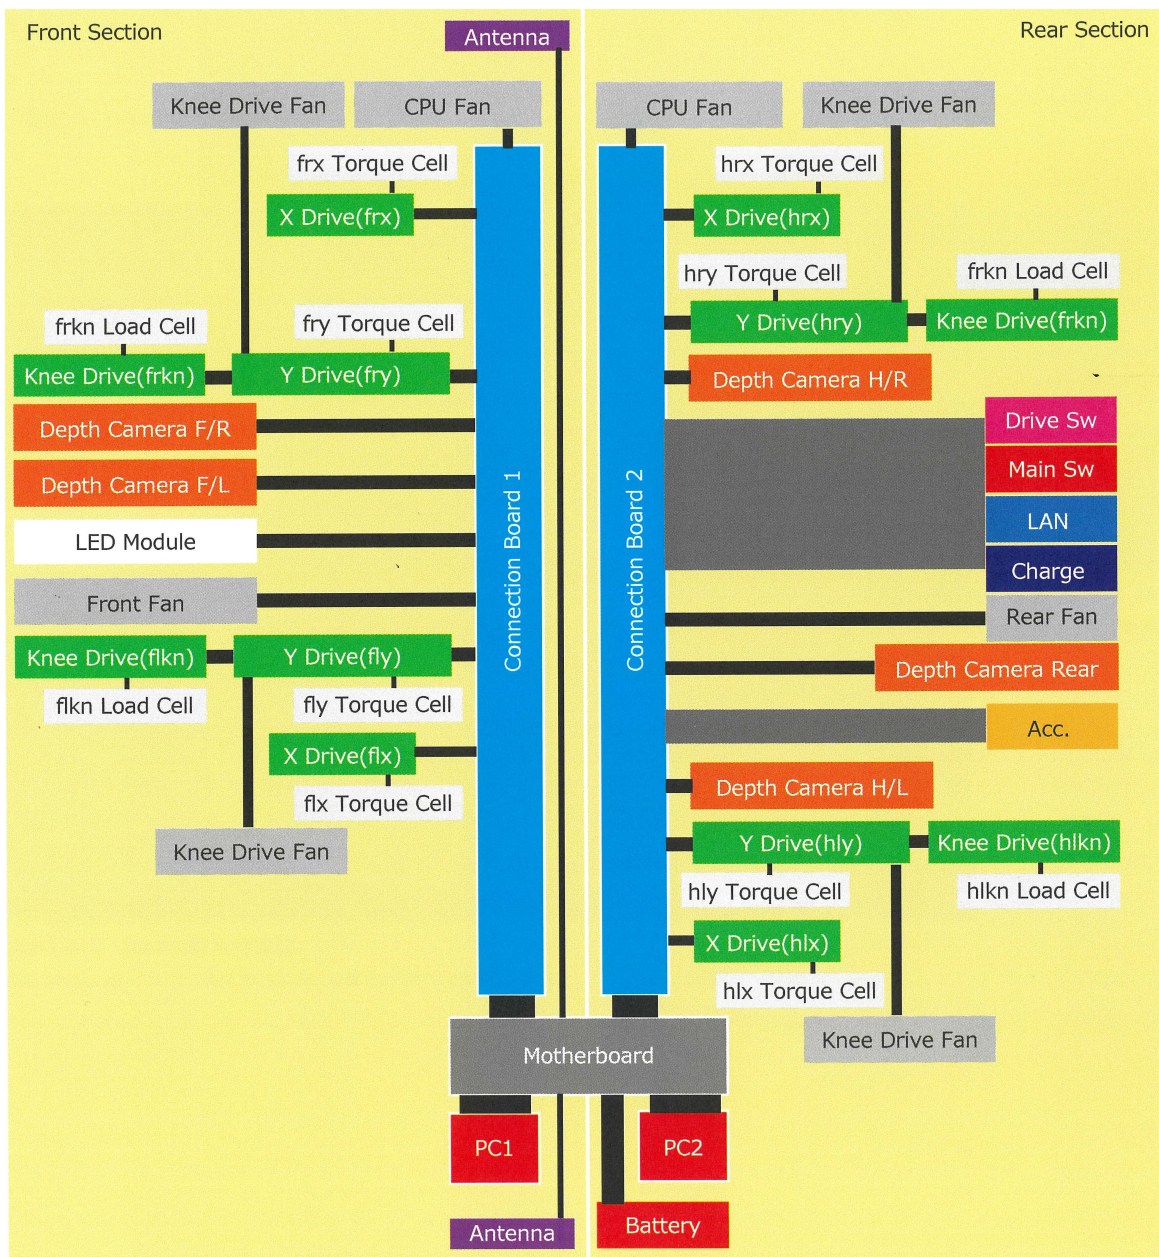 Front Section
Antenna
Rear Section
Knee Drive Fan
CPU Fan
CPU Fan
Knee Drive Fan
frx Torque Cell
X Drive(frx)
hrx Torque Cell
X Drive(hrx)
frkn Load Cell
fry Torque Cell
Knee Drive(frkn)
Y Drive(fry)
hry Torque Cell
frkn Load Cell
Y Drive(hry)
Knee Drive(frkn)
Depth Camera H/R
Depth Camera F/R
Depth Camera F/L
LED Module
Front Fan
Connection Board 1
Connection Board 2
Drive Sw
Main Sw
LAN
Charge
Rear Fan
Depth Camera Rear
Acc.
Knee Drive(flkn)
Y Drive(fly)
flkn Load Cell
fly Torque Cell
X Drive(flx)
flx Torque Cell
Knee Drive Fan
Depth Camera H/L
Y Drive(hly)
Knee Drive(hlkn)
hly Torque Cell
hlkn Load Cell
X Drive(hlx)
hlx Torque Cell
Knee Drive Fan
Motherboard
PC1
PC2
Antenna
Battery